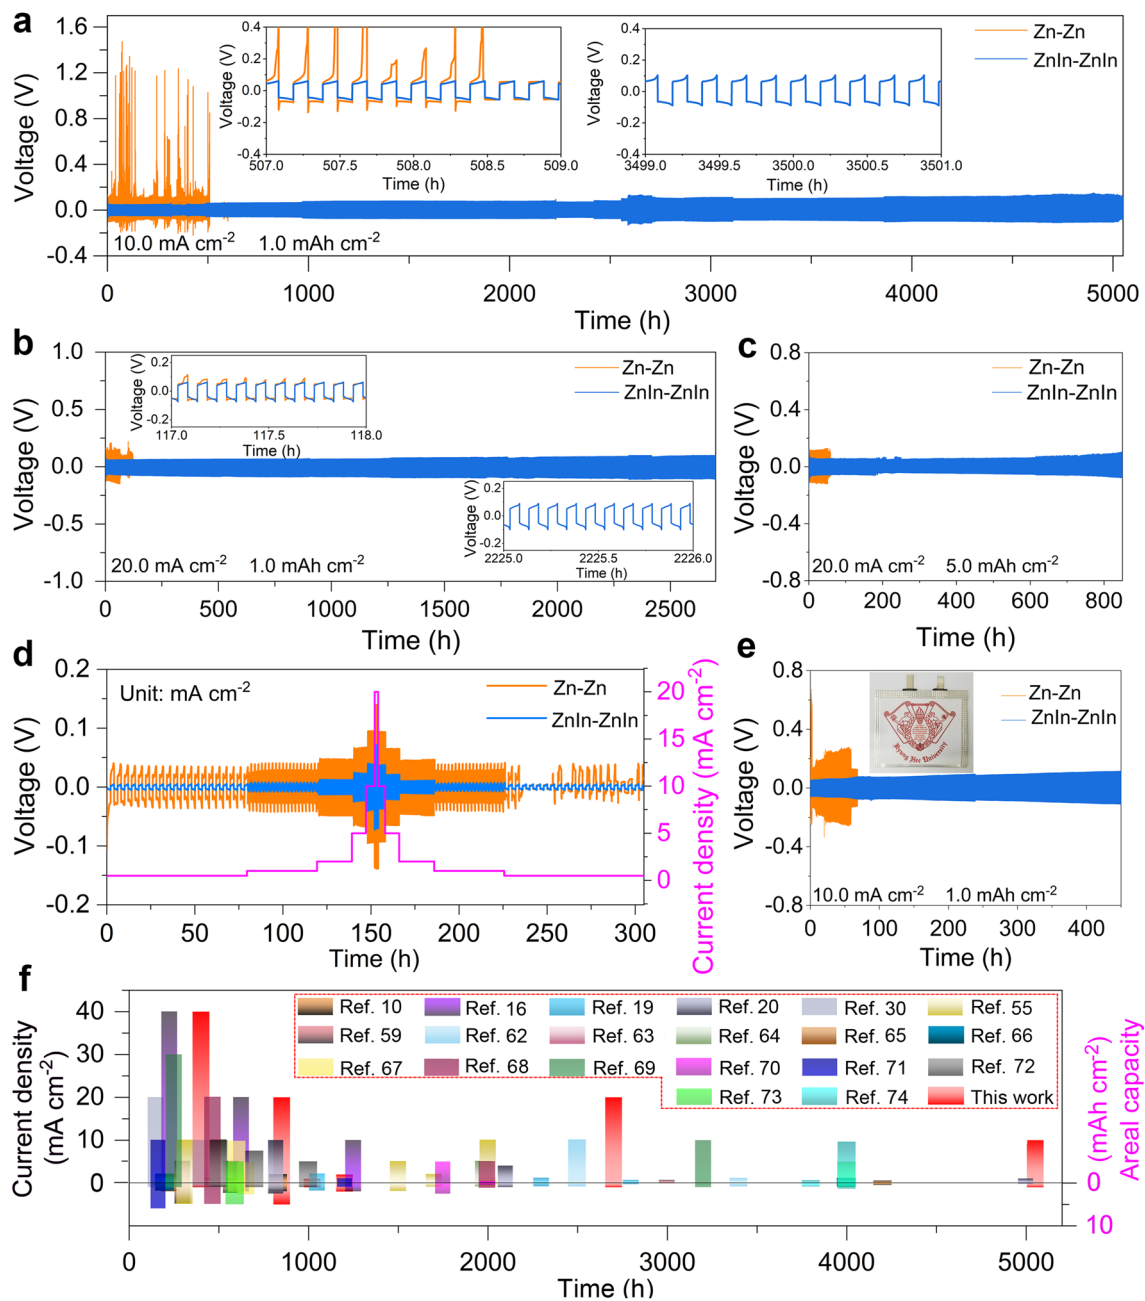 a
1.6
1.2
0.8
0.4
0.0
-0.4
Voltage (V)
0
1000
2000
3000
4000
5000
Time (h)
Zn-Zn
ZnIn-ZnIn
10.0 mA cm-2 1.0 mAh cm-2
0.4
0.2
0.0
-0.2
-0.4
Voltage (V)
507.0
507.5
508.0
508.5
509.0
Time (h)
0.4
0.2
0.0
-0.2
-0.4
Voltage (V)
3499.0
3499.5
3500.0
3500.5
3501.0
Time (h)
b
1.0
0.5
0.0
-0.5
-1.0
Voltage (V)
0
500
1000
1500
2000
2500
Time (h)
Zn-Zn
ZnIn-ZnIn
20.0 mA cm-2 1.0 mAh cm-2
0.2
0.0
-0.2
Voltage (V)
117.0
117.5
118.0
Time (h)
0.2
0.0
-0.2
Voltage (V)
2225.0
2225.5
2226.0
Time (h)
c
0.8
0.4
0.0
-0.4
-0.8
Voltage (V)
0
200
400
600
800
Time (h)
Zn-Zn
ZnIn-ZnIn
20.0 mA cm-2 5.0 mAh cm-2
d
0.2
0.1
0.0
-0.1
-0.2
Voltage (V)
0
50
100
150
200
250
300
Time (h)
Unit: mA cm-2
Zn-Zn
ZnIn-ZnIn
20
15
10
5
0
Current density (mA cm-2)
e
0.8
0.4
0.0
-0.4
-0.8
Voltage (V)
0
100
200
300
400
Time (h)
Zn-Zn
ZnIn-ZnIn
Kyung Hee University
10.0 mA cm-2 1.0 mAh cm-2
f
40
30
20
10
0
Current density
(mA cm-2)
0
1000
2000
3000
4000
5000
Time (h)
0
10
(mAh cm-2)
Areal capacity
Ref. 10 Ref. 16 Ref. 19 Ref. 20 Ref. 30 Ref. 55
Ref. 59 Ref. 62 Ref. 63 Ref. 64 Ref. 65 Ref. 66
Ref. 67 Ref. 68 Ref. 69 Ref. 70 Ref. 71 Ref. 72
Ref. 73 Ref. 74 This work